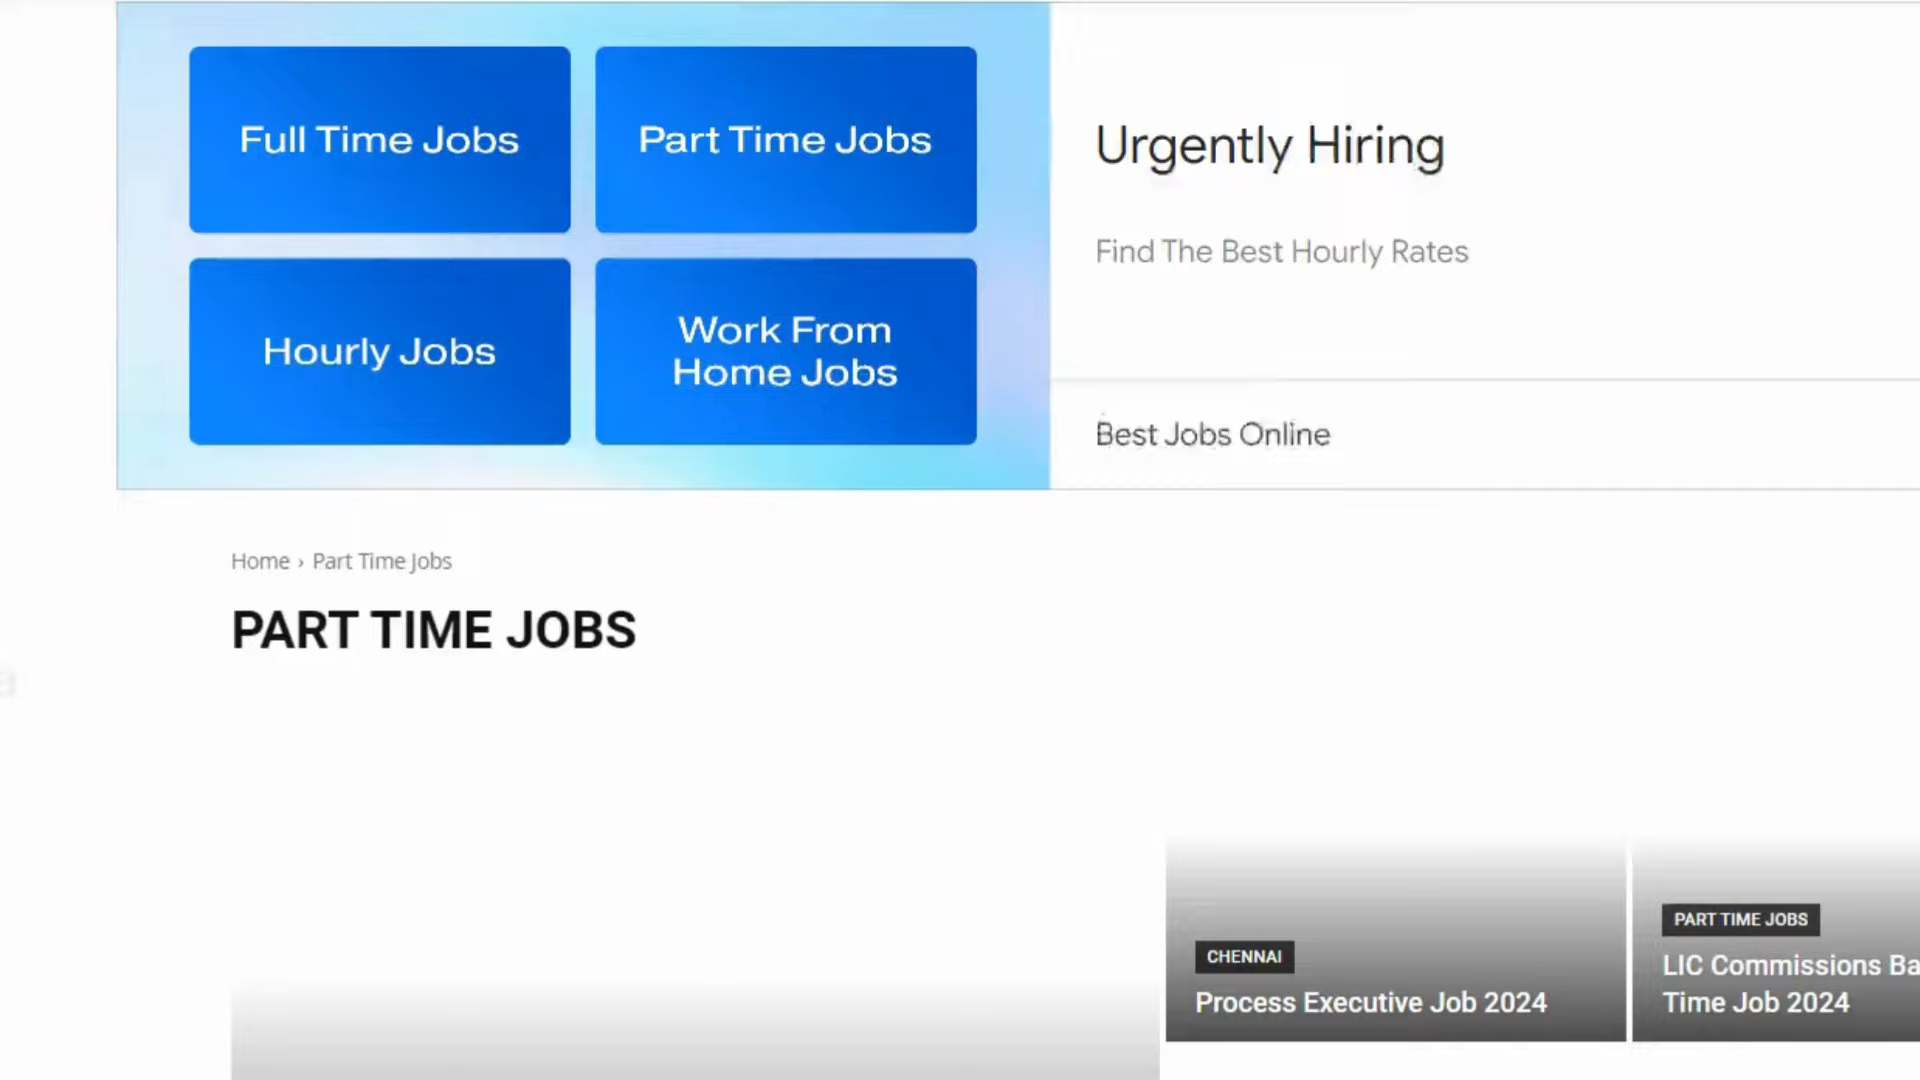 Full Time Jobs
Part Time Jobs
Hourly Jobs
Work From
Home Jobs
Urgently Hiring
Find The Best Hourly Rates
Best Jobs Online
Home › Part Time Jobs
PART TIME JOBS
CHENNAI
Process Executive Job 2024
PART TIME JOBS
LIC Commissions Ba
Time Job 2024